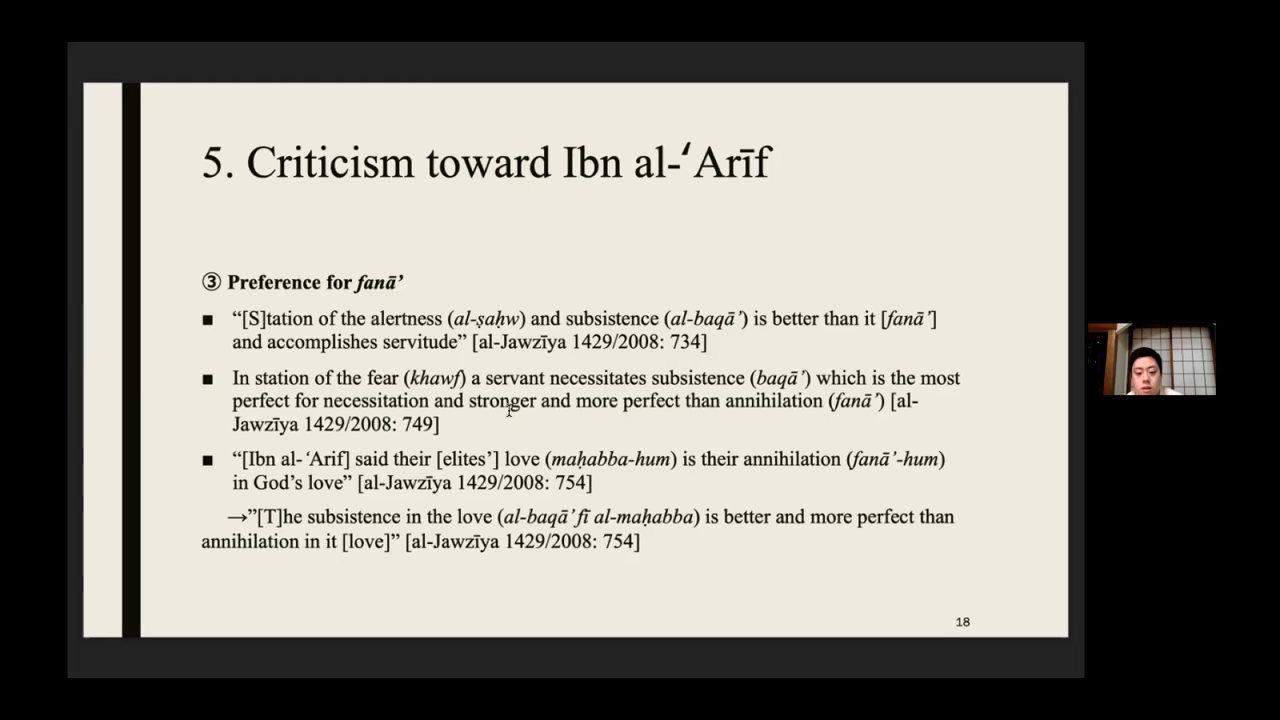 5. Criticism toward Ibn al-ʻArīf
③ Preference for fanā’
■ “[S]tation of the alertness (al-ṣaḥw) and subsistence (al-baqā’) is better than it [fanā’]
and accomplishes servitude” [al-Jawzīya 1429/2008: 734]
■ In station of the fear (khawf) a servant necessitates subsistence (baqā’) which is the most
perfect for necessitation and stronger and more perfect than annihilation (fanā’) [al-
Jawzīya 1429/2008: 749]
■ “[Ibn al-ʻArif] said their [elites’] love (maḥabba-hum) is their annihilation (fanā’-hum)
in God’s love” [al-Jawzīya 1429/2008: 754]
→”[T]he subsistence in the love (al-baqā’ fī al-maḥabba) is better and more perfect than
annihilation in it [love]” [al-Jawzīya 1429/2008: 754]
18